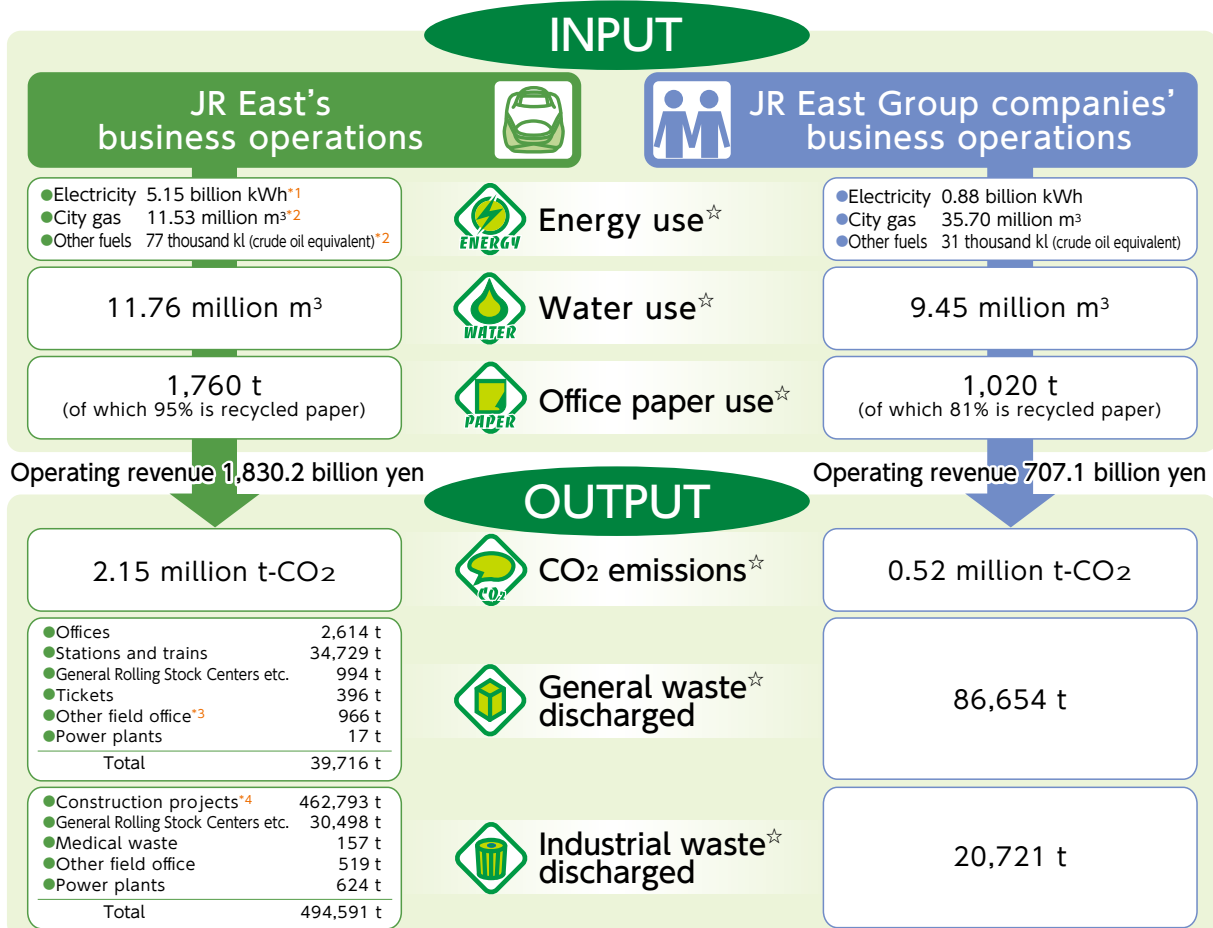 INPUT
JR East's
business operations
JR East Group companies'
business operations
●Electricity 5.15 billion kWh*1
●City gas 11.53 million m³*2
●Other fuels 77 thousand kl (crude oil equivalent)*2
ENERGY
Energy use☆
●Electricity 0.88 billion kWh
●City gas 35.70 million m³
●Other fuels 31 thousand kl (crude oil equivalent)
11.76 million m³
WATER
Water use☆
9.45 million m³
1,760 t
(of which 95% is recycled paper)
PAPER
Office paper use☆
1,020 t
(of which 81% is recycled paper)
Operating revenue 1,830.2 billion yen
Operating revenue 707.1 billion yen
OUTPUT
2.15 million t-CO2
CO2
CO2 emissions☆
0.52 million t-CO2
●Offices 2,614 t
●Stations and trains 34,729 t
●General Rolling Stock Centers etc. 994 t
●Tickets 396 t
●Other field office*3 966 t
●Power plants 17 t
Total 39,716 t
General waste☆
discharged
86,654 t
●Construction projects*4 462,793 t
●General Rolling Stock Centers etc. 30,498 t
●Medical waste 157 t
●Other field office 519 t
●Power plants 624 t
Total 494,591 t
Industrial waste☆
discharged
20,721 t